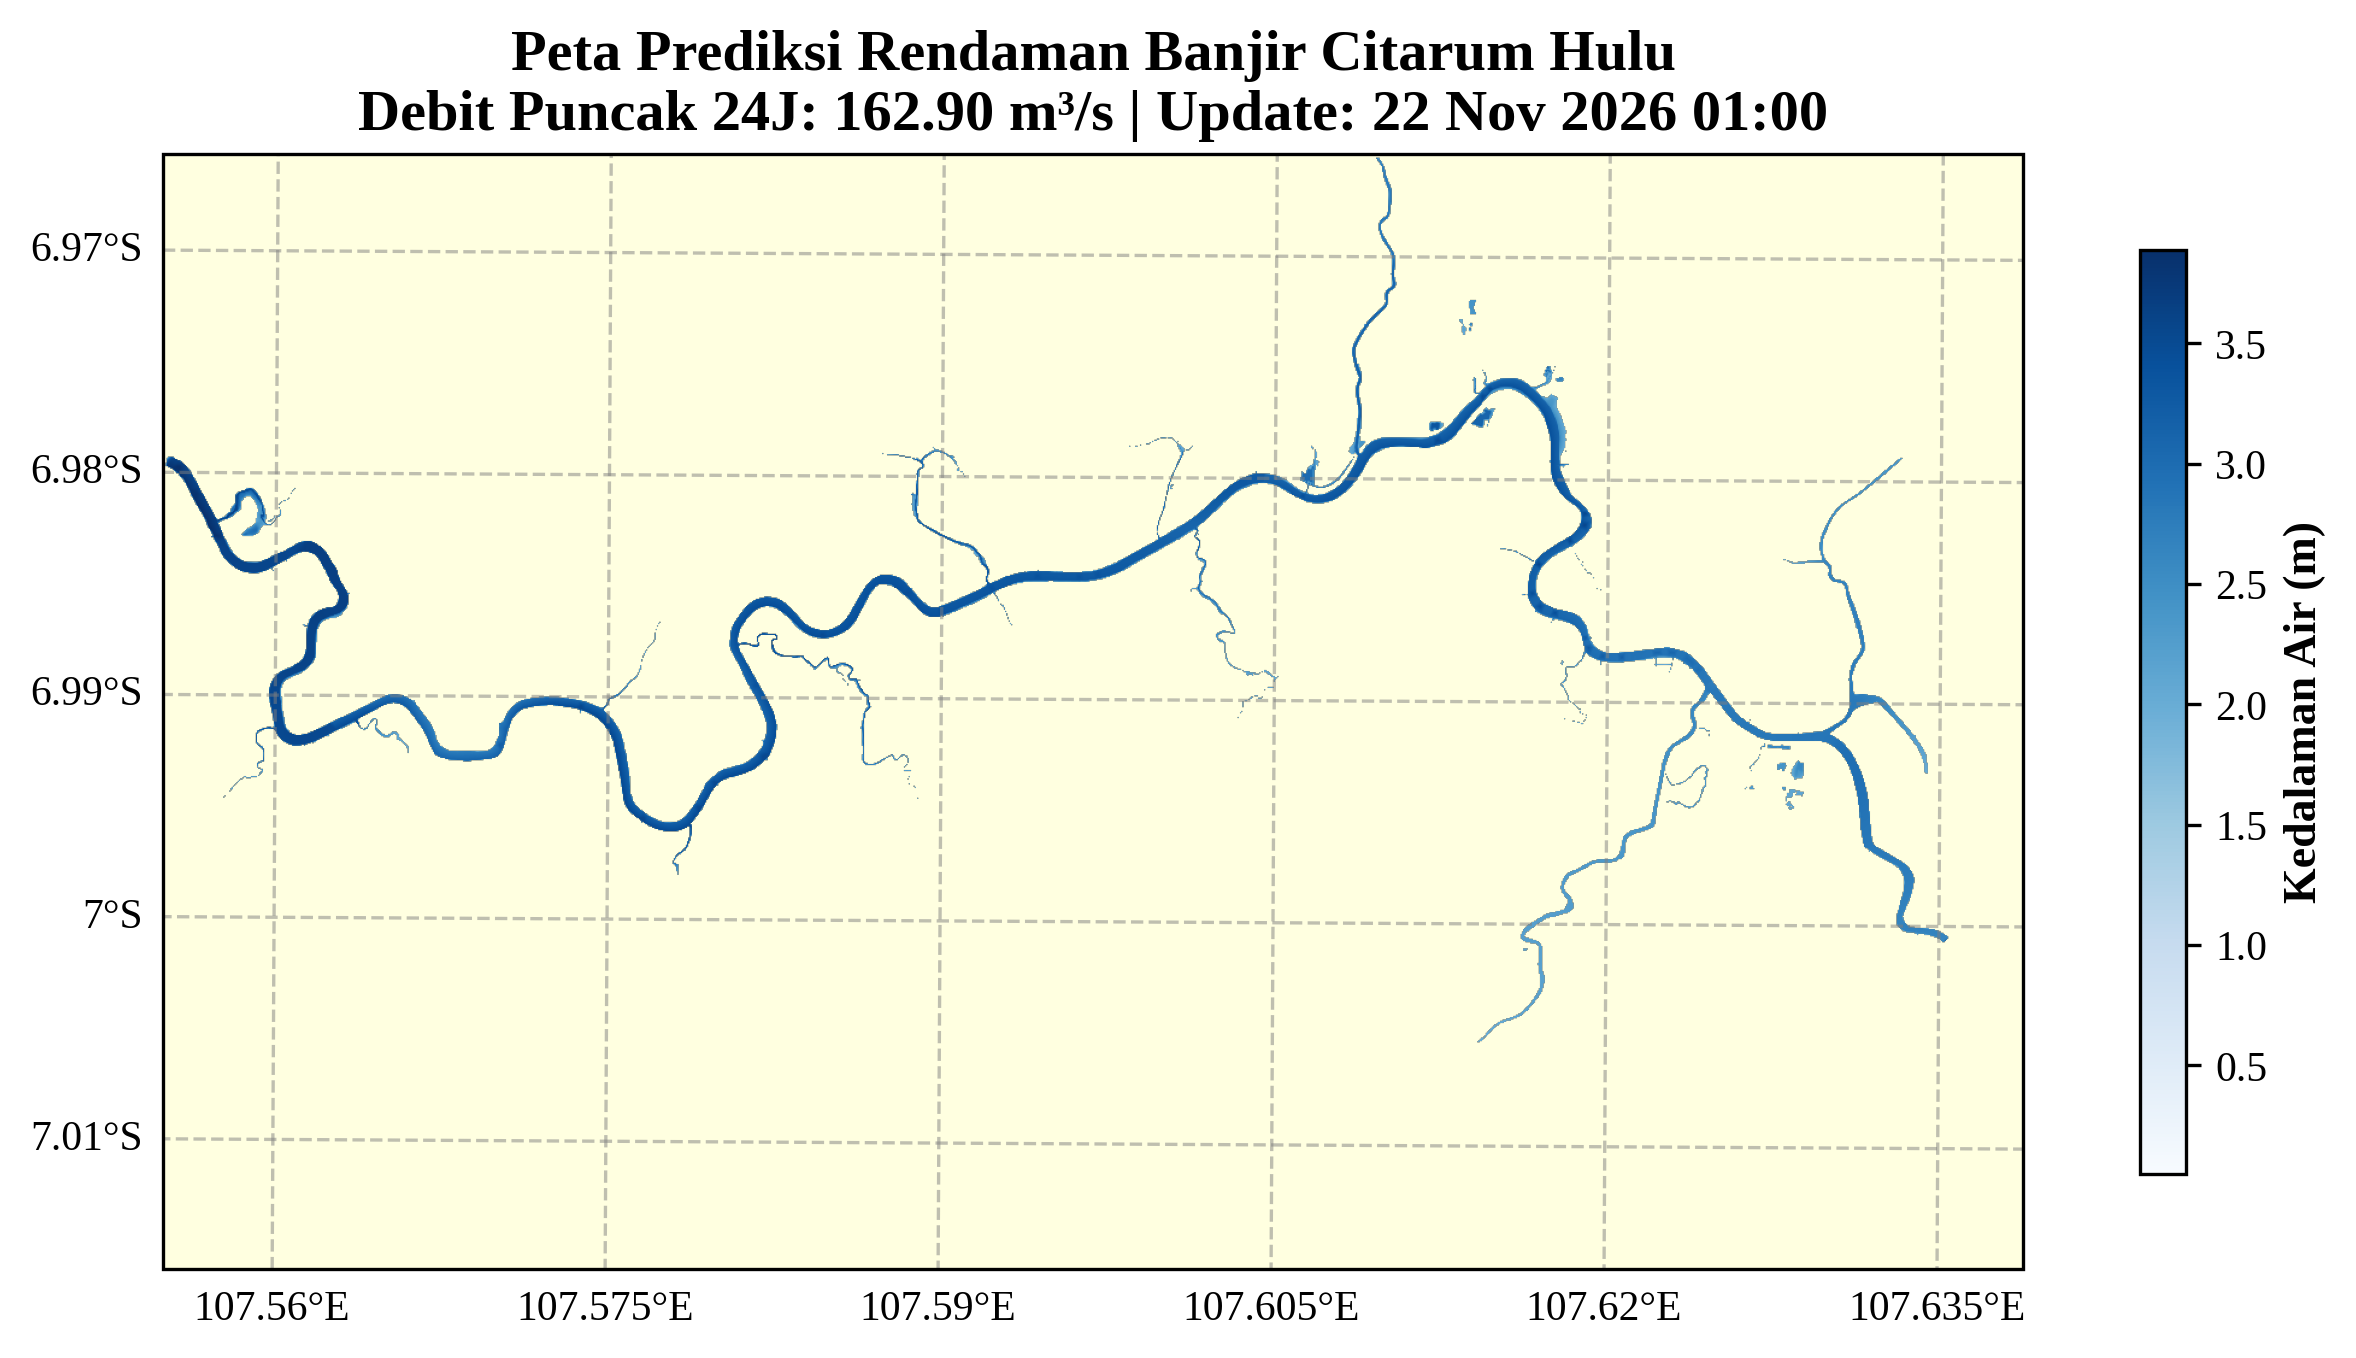 Peta Prediksi Rendaman Banjir Citarum Hulu
Debit Puncak 24J: 162.90 m³/s | Update: 22 Nov 2026 01:00
6.97°S
6.98°S
6.99°S
7°S
7.01°S
107.56°E
107.575°E
107.59°E
107.605°E
107.62°E
107.635°E
3.5
3.0
2.5
2.0
1.5
1.0
0.5
Kedalaman Air (m)